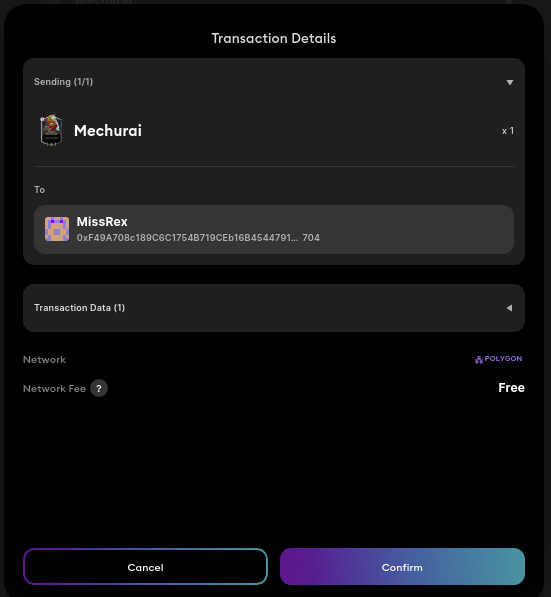 Transaction Details
Sending (1/1)
Mechurai
x 1
To
MissRex
0xF49A708c189C6C1754B719CEb16B4544791... 704
Transaction Data (1)
Network
POLYGON
Network Fee ?
Free
Cancel
Confirm